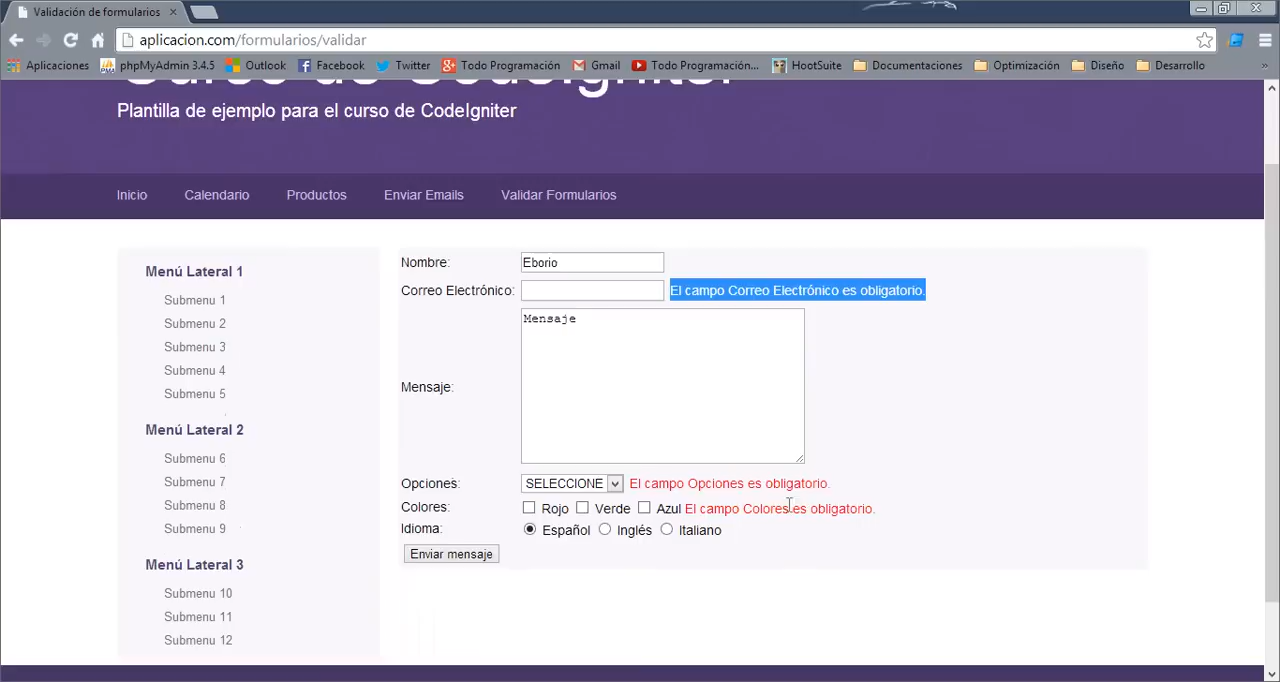 Validación de formularios
aplicacion.com/formularios/validar
Aplicaciones phpMyAdmin 3.4.5 Outlook Facebook Twitter Todo Programación Gmail Todo Programación... HootSuite Documentaciones Optimización Diseño Desarrollo »
Curso de CodeIgniter
Plantilla de ejemplo para el curso de CodeIgniter
Inicio Calendario Productos Enviar Emails Validar Formularios
Menú Lateral 1
Submenu 1
Submenu 2
Submenu 3
Submenu 4
Submenu 5
Menú Lateral 2
Submenu 6
Submenu 7
Submenu 8
Submenu 9
Menú Lateral 3
Submenu 10
Submenu 11
Submenu 12
Nombre: Eborio
Correo Electrónico: El campo Correo Electrónico es obligatorio.
Mensaje
Mensaje:
Opciones: SELECCIONE El campo Opciones es obligatorio.
Colores: Rojo Verde Azul El campo Colores es obligatorio.
Idioma: Español Inglés Italiano
Enviar mensaje